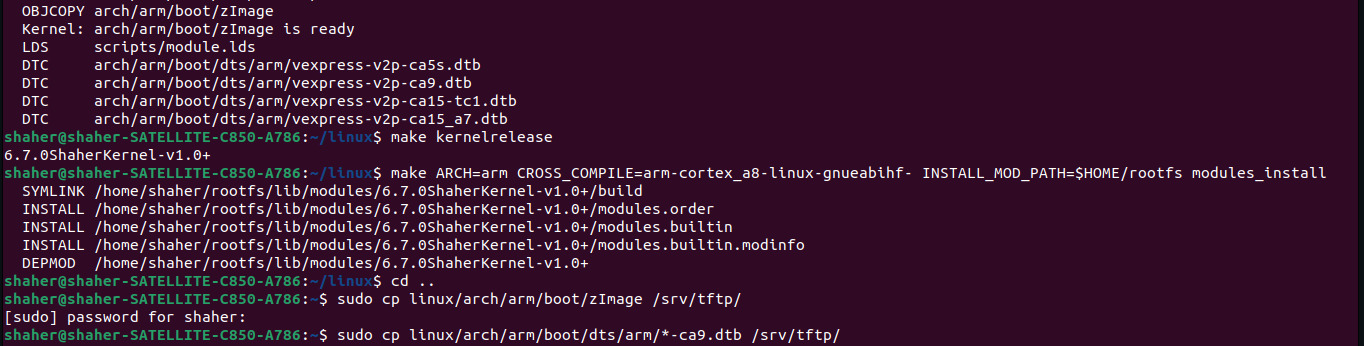 OBJCOPY arch/arm/boot/zImage
Kernel: arch/arm/boot/zImage is ready
LDS     scripts/module.lds
DTC     arch/arm/boot/dts/arm/vexpress-v2p-ca5s.dtb
DTC     arch/arm/boot/dts/arm/vexpress-v2p-ca9.dtb
DTC     arch/arm/boot/dts/arm/vexpress-v2p-ca15-tc1.dtb
DTC     arch/arm/boot/dts/arm/vexpress-v2p-ca15_a7.dtb
shaher@shaher-SATELLITE-C850-A786:~/linux$ make kernelrelease
6.7.0ShaherKernel-v1.0+
shaher@shaher-SATELLITE-C850-A786:~/linux$ make ARCH=arm CROSS_COMPILE=arm-cortex_a8-linux-gnueabihf- INSTALL_MOD_PATH=$HOME/rootfs modules_install
SYMLINK /home/shaher/rootfs/lib/modules/6.7.0ShaherKernel-v1.0+/build
INSTALL /home/shaher/rootfs/lib/modules/6.7.0ShaherKernel-v1.0+/modules.order
INSTALL /home/shaher/rootfs/lib/modules/6.7.0ShaherKernel-v1.0+/modules.builtin
INSTALL /home/shaher/rootfs/lib/modules/6.7.0ShaherKernel-v1.0+/modules.builtin.modinfo
DEPMOD  /home/shaher/rootfs/lib/modules/6.7.0ShaherKernel-v1.0+
shaher@shaher-SATELLITE-C850-A786:~/linux$ cd ..
shaher@shaher-SATELLITE-C850-A786:~$ sudo cp linux/arch/arm/boot/zImage /srv/tftp/
[sudo] password for shaher:
shaher@shaher-SATELLITE-C850-A786:~$ sudo cp linux/arch/arm/boot/dts/arm/*-ca9.dtb /srv/tftp/